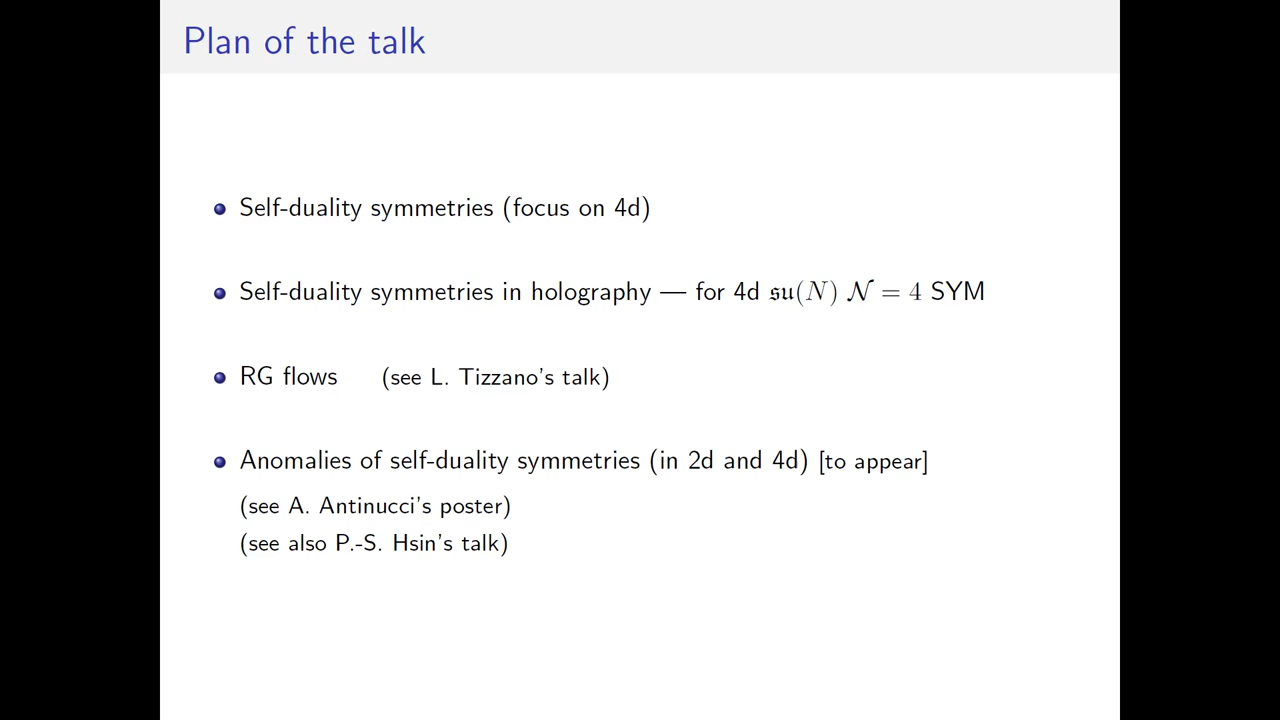 Plan of the talk
Self-duality symmetries (focus on 4d)
Self-duality symmetries in holography — for 4d 𝔰𝔲(N) 𝒩 = 4 SYM
RG flows (see L. Tizzano's talk)
Anomalies of self-duality symmetries (in 2d and 4d) [to appear]
(see A. Antinucci's poster)
(see also P.-S. Hsin's talk)